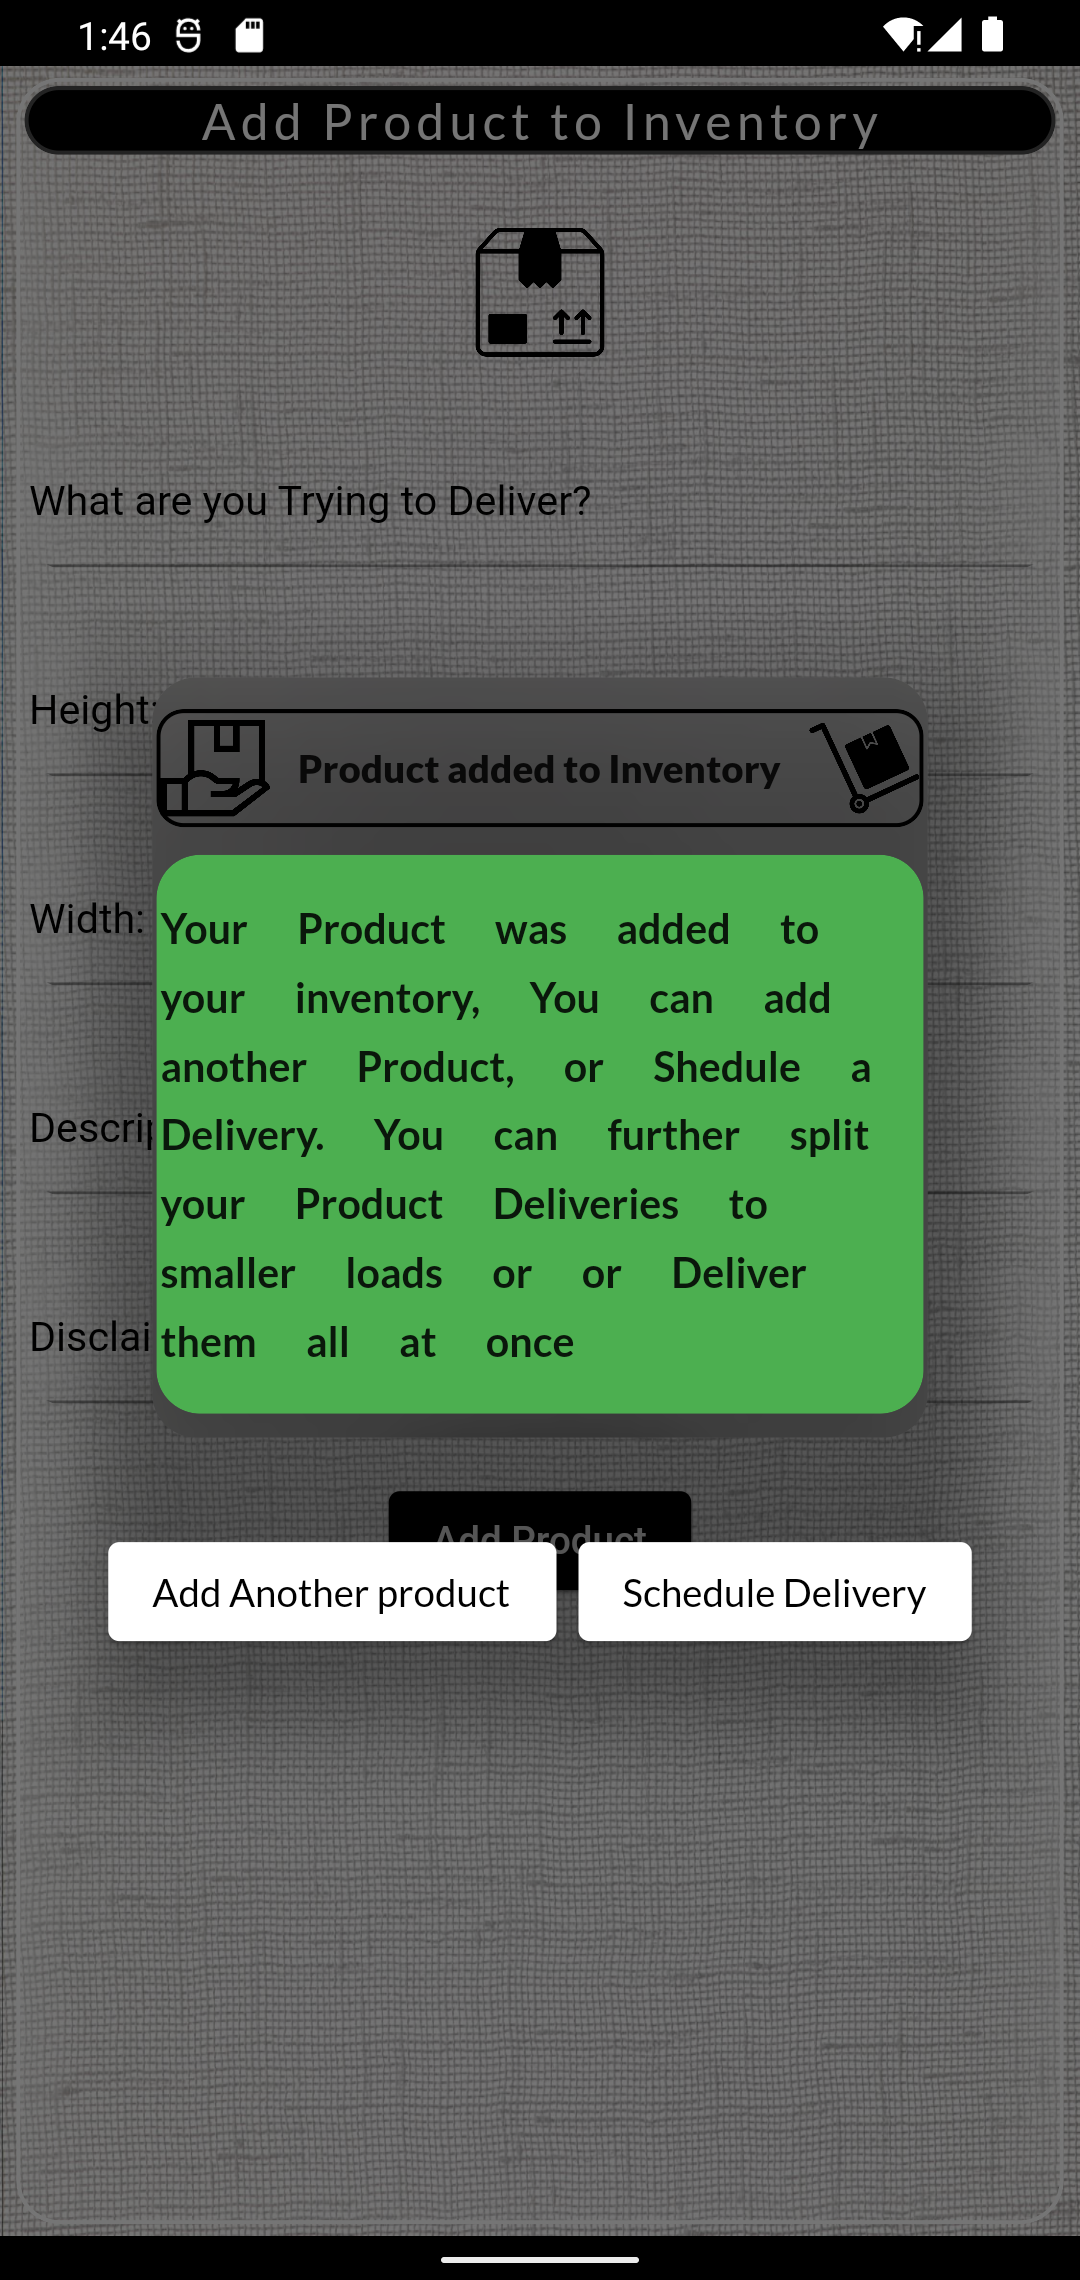 1:46
Add Product to Inventory
What are you Trying to Deliver?
Height:
Product added to Inventory
Width:
Your Product was added to
your inventory, You can add
another Product, or Shedule a
Descrip
Delivery. You can further split
your Product Deliveries to
smaller loads or or Deliver
Disclai
them all at once
Add Product
Add Another product
Schedule Delivery